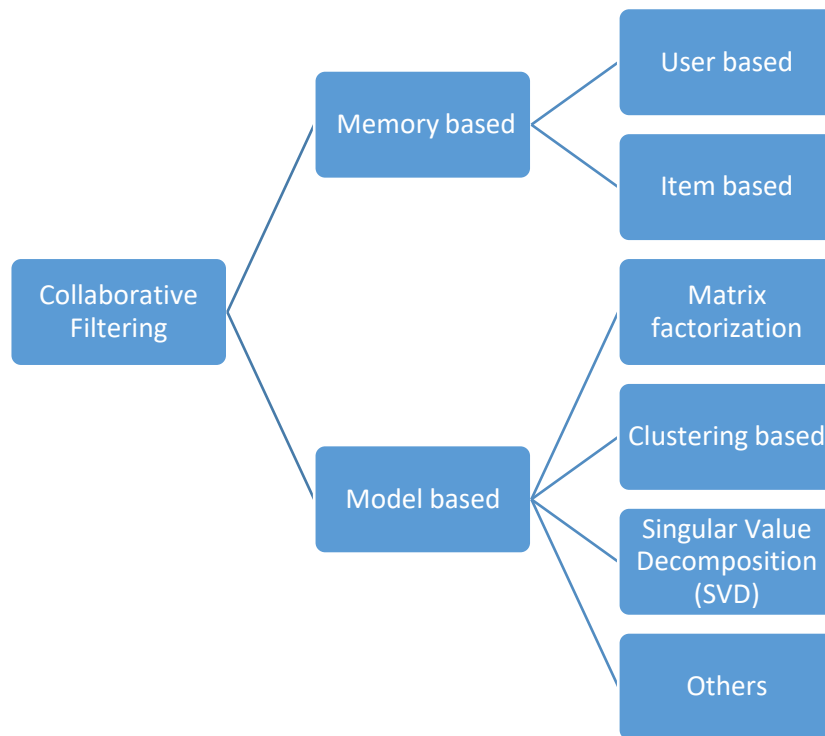 User based
Memory based
Item based
Collaborative
Filtering
Matrix
factorization
Clustering based
Model based
Singular Value
Decomposition
(SVD)
Others